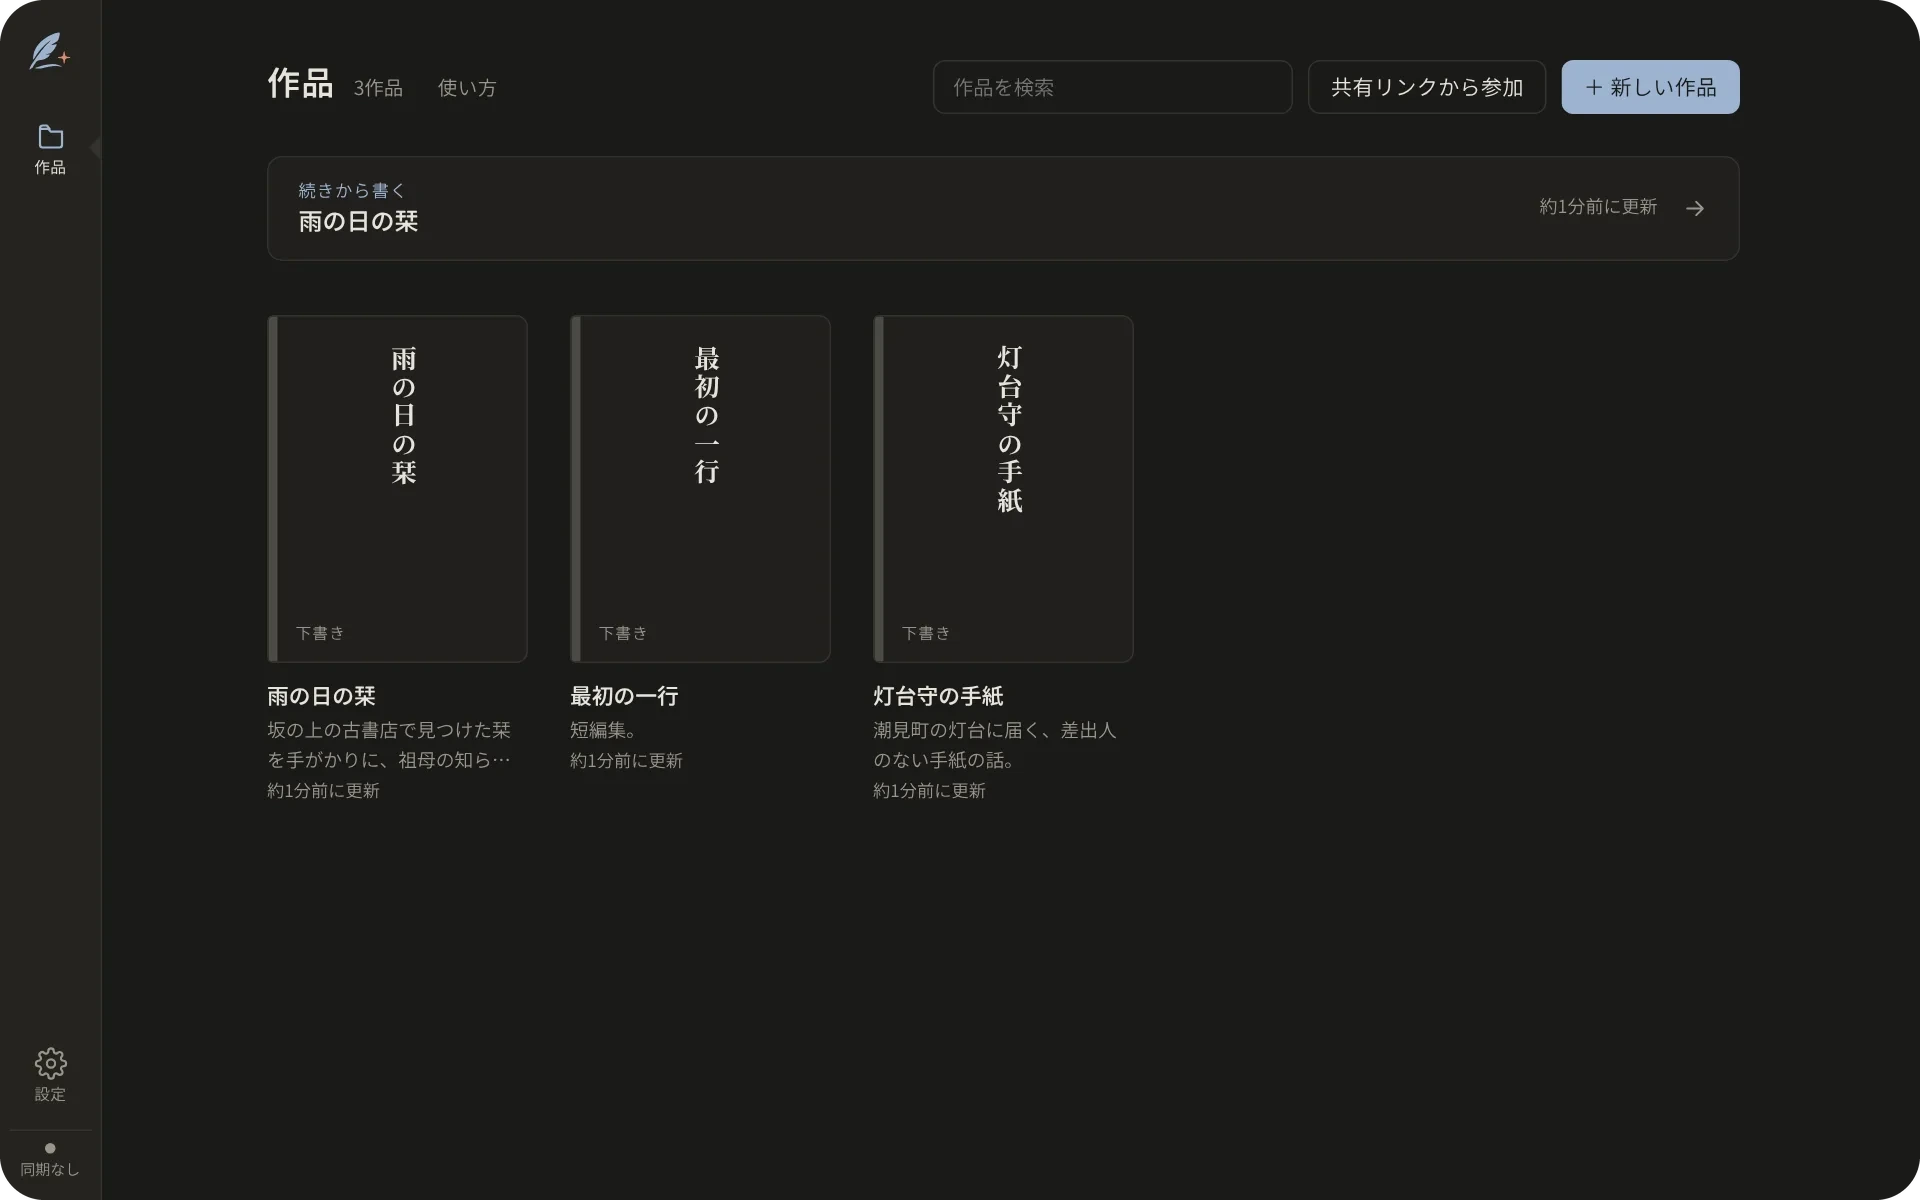 作品
設定
同期なし
作品 3作品 使い方
作品を検索
共有リンクから参加
＋ 新しい作品
続きから書く
雨の日の栞
約1分前に更新
雨の日の栞
下書き
雨の日の栞
坂の上の古書店で見つけた栞
を手がかりに、祖母の知ら…
約1分前に更新
最初の一行
下書き
最初の一行
短編集。
約1分前に更新
灯台守の手紙
下書き
灯台守の手紙
潮見町の灯台に届く、差出人
のない手紙の話。
約1分前に更新